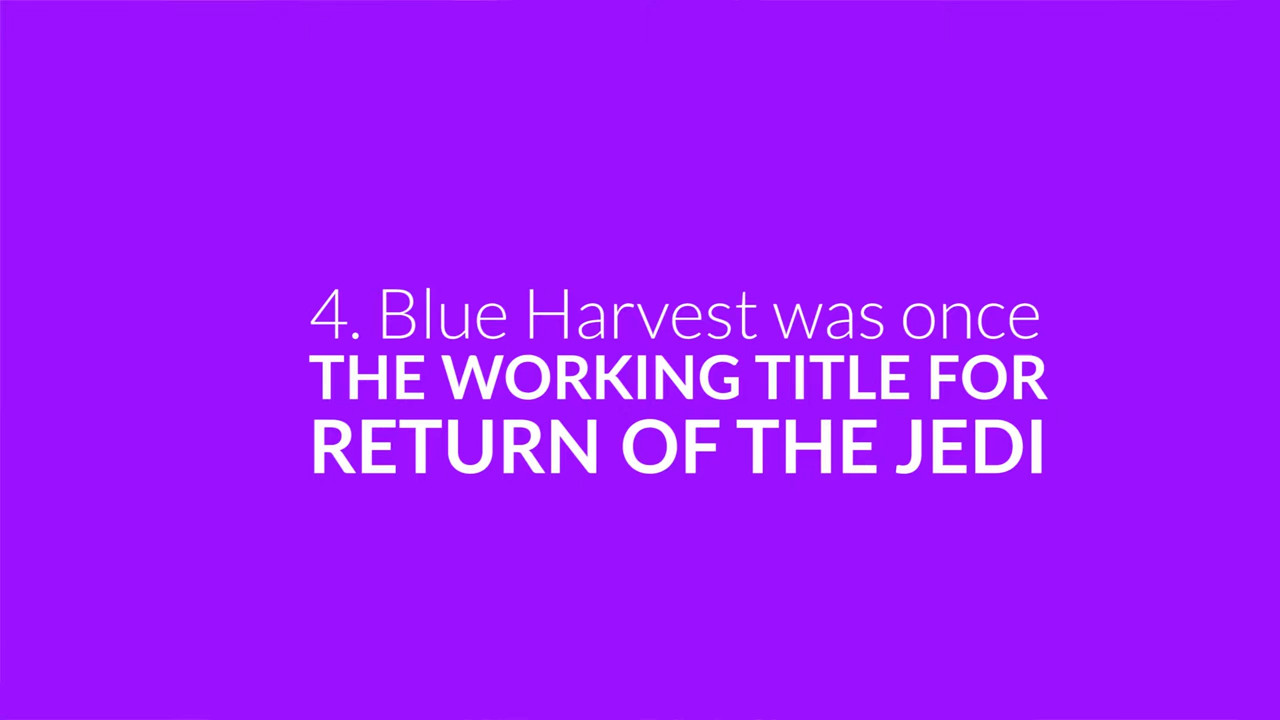 4. Blue Harvest was once
THE WORKING TITLE FOR
RETURN OF THE JEDI